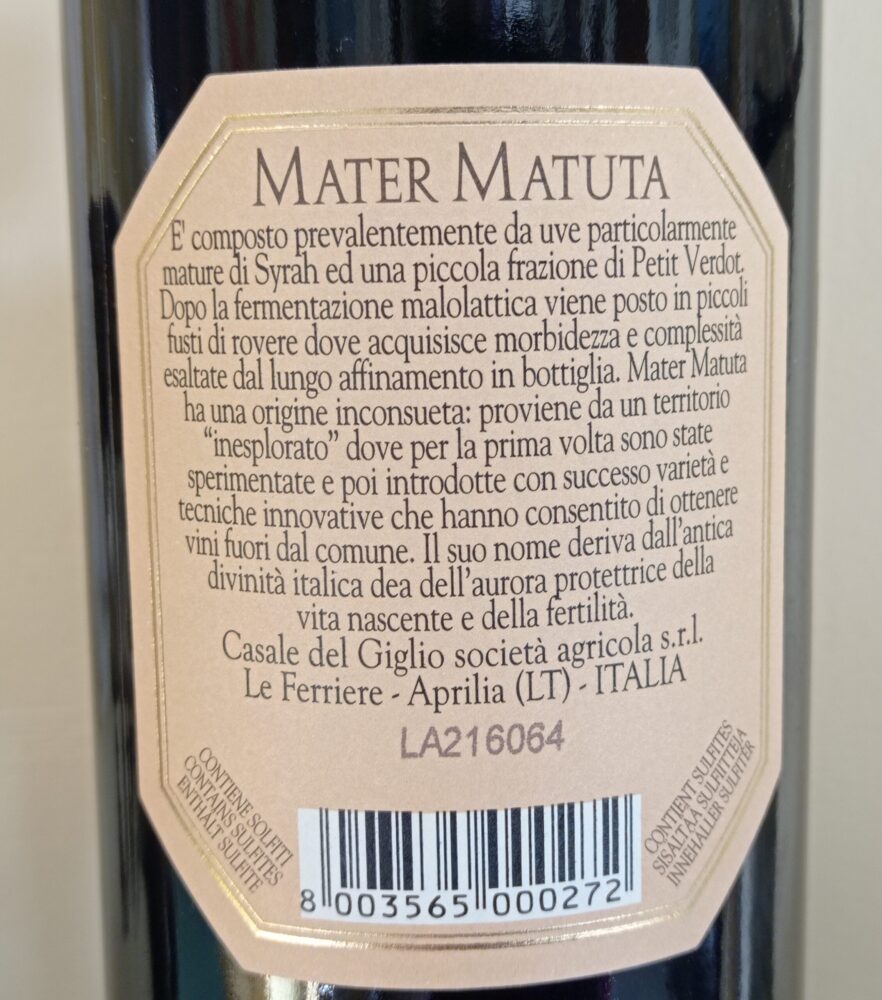 MATER MATUTA
E' composto prevalentemente da uve particolarmente
mature di Syrah ed una piccola frazione di Petit Verdot.
Dopo la fermentazione malolattica viene posto in piccoli
fusti di rovere dove acquisisce morbidezza e complessità
esaltate dal lungo affinamento in bottiglia. Mater Matuta
ha una origine inconsueta: proviene da un territorio
“inesplorato” dove per la prima volta sono state
sperimentate e poi introdotte con successo varietà e
tecniche innovative che hanno consentito di ottenere
vini fuori dal comune. Il suo nome deriva dall'antica
divinità italica dea dell'aurora protettrice della
vita nascente e della fertilità.
Casale del Giglio società agricola s.r.l.
Le Ferriere - Aprilia (LT) - ITALIA
LA216064
CONTIENE SOLFITI
CONTAINS SULFITES
ENTHÄLT SULFITE
CONTIENT SULFITES
SISALTAÄ SULFIITTEJA
INNEHÅLLER SULFITER
8 003565 000272